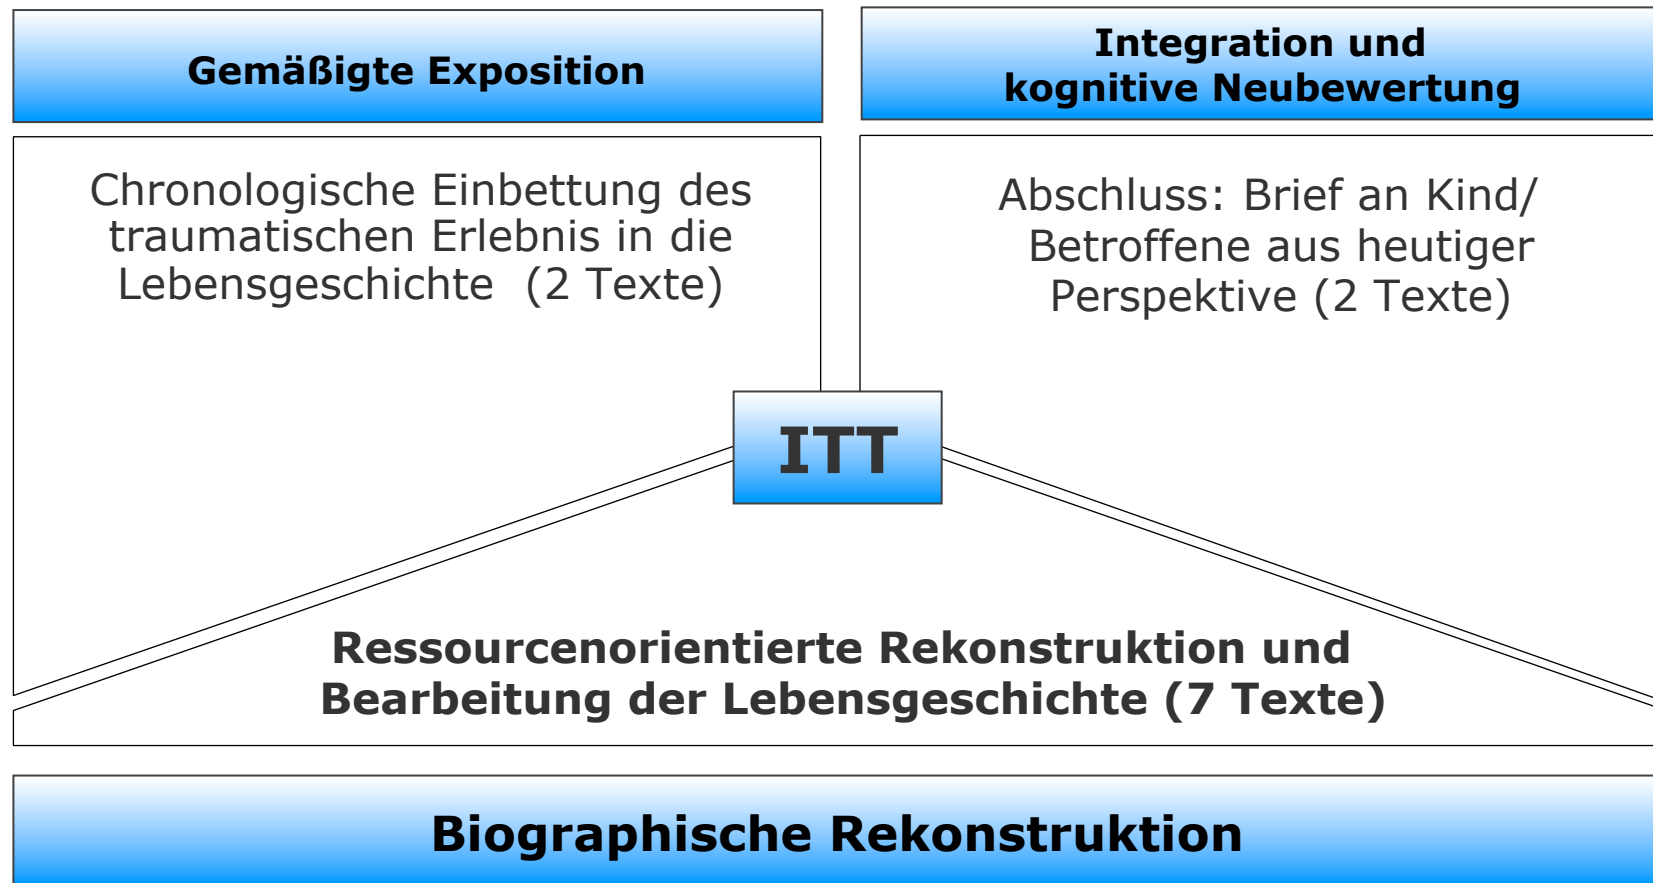 Gemäßigte Exposition
Integration und
kognitive Neubewertung
Chronologische Einbettung des
traumatischen Erlebnis in die
Lebensgeschichte (2 Texte)
Abschluss: Brief an Kind/
Betroffene aus heutiger
Perspektive (2 Texte)
ITT
Ressourcenorientierte Rekonstruktion und
Bearbeitung der Lebensgeschichte (7 Texte)
Biographische Rekonstruktion